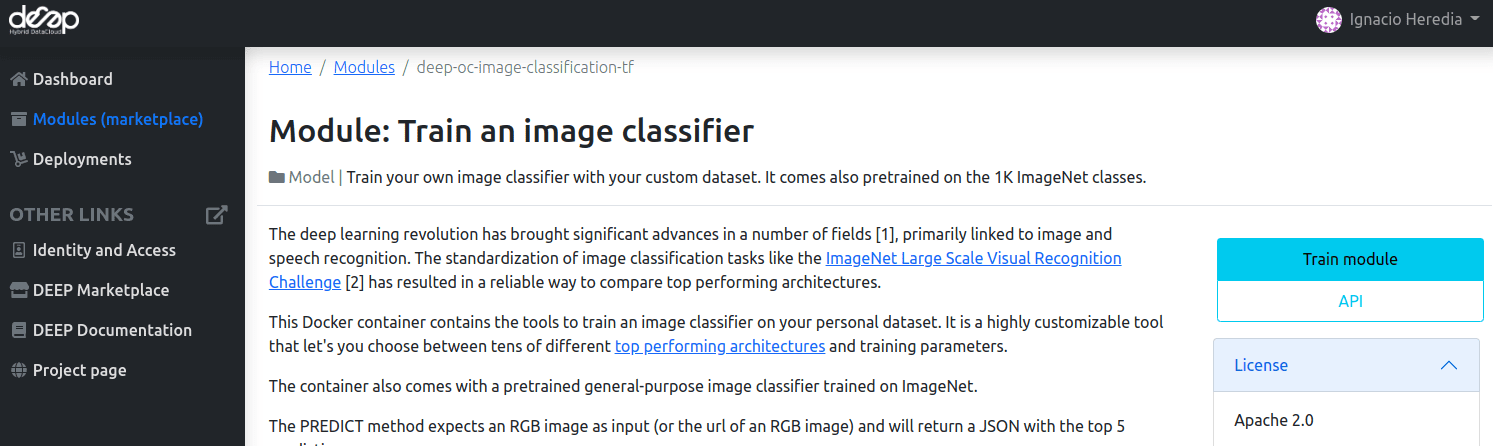 deep
Hybrid DataCloud
Ignacio Heredia
Dashboard
Modules (marketplace)
Deployments
OTHER LINKS
Identity and Access
DEEP Marketplace
DEEP Documentation
Project page
Home / Modules / deep-oc-image-classification-tf
Module: Train an image classifier
Model | Train your own image classifier with your custom dataset. It comes also pretrained on the 1K ImageNet classes.
The deep learning revolution has brought significant advances in a number of fields [1], primarily linked to image and
speech recognition. The standardization of image classification tasks like the ImageNet Large Scale Visual Recognition
Challenge [2] has resulted in a reliable way to compare top performing architectures.
This Docker container contains the tools to train an image classifier on your personal dataset. It is a highly customizable tool
that let's you choose between tens of different top performing architectures and training parameters.
The container also comes with a pretrained general-purpose image classifier trained on ImageNet.
The PREDICT method expects an RGB image as input (or the url of an RGB image) and will return a JSON with the top 5
Train module
API
License
Apache 2.0